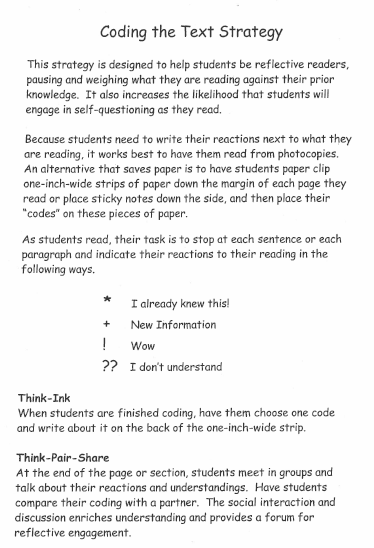 Coding the Text Strategy
This strategy is designed to help students be reflective readers,
pausing and weighing what they are reading against their prior
knowledge. It also increases the likelihood that students will
engage in self-questioning as they read.
Because students need to write their reactions next to what they
are reading, it works best to have them read from photocopies.
An alternative that saves paper is to have students paper clip
one-inch-wide strips of paper down the margin of each page they
read or place sticky notes down the side, and then place their
"codes" on these pieces of paper.
As students read, their task is to stop at each sentence or each
paragraph and indicate their reactions to their reading in the
following ways.
* I already knew this!
+ New Information
! Wow
?? I don't understand
Think-Ink
When students are finished coding, have them choose one code
and write about it on the back of the one-inch-wide strip.
Think-Pair-Share
At the end of the page or section, students meet in groups and
talk about their reactions and understandings. Have students
compare their coding with a partner. The social interaction and
discussion enriches understanding and provides a forum for
reflective engagement.